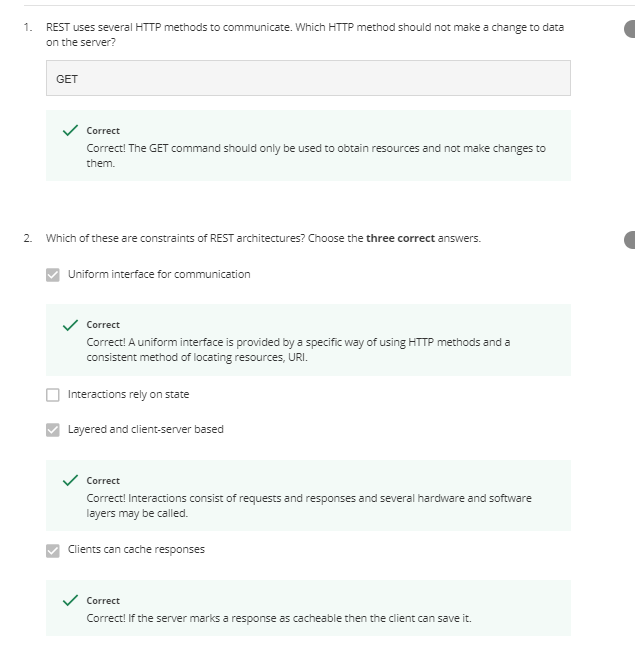 1. REST uses several HTTP methods to communicate. Which HTTP method should not make a change to data
on the server?
GET
Correct
Correct! The GET command should only be used to obtain resources and not make changes to
them.
2. Which of these are constraints of REST architectures? Choose the three correct answers.
Uniform interface for communication
Correct
Correct! A uniform interface is provided by a specific way of using HTTP methods and a
consistent method of locating resources, URI.
Interactions rely on state
Layered and client-server based
Correct
Correct! Interactions consist of requests and responses and several hardware and software
layers may be called.
Clients can cache responses
Correct
Correct! If the server marks a response as cacheable then the client can save it.